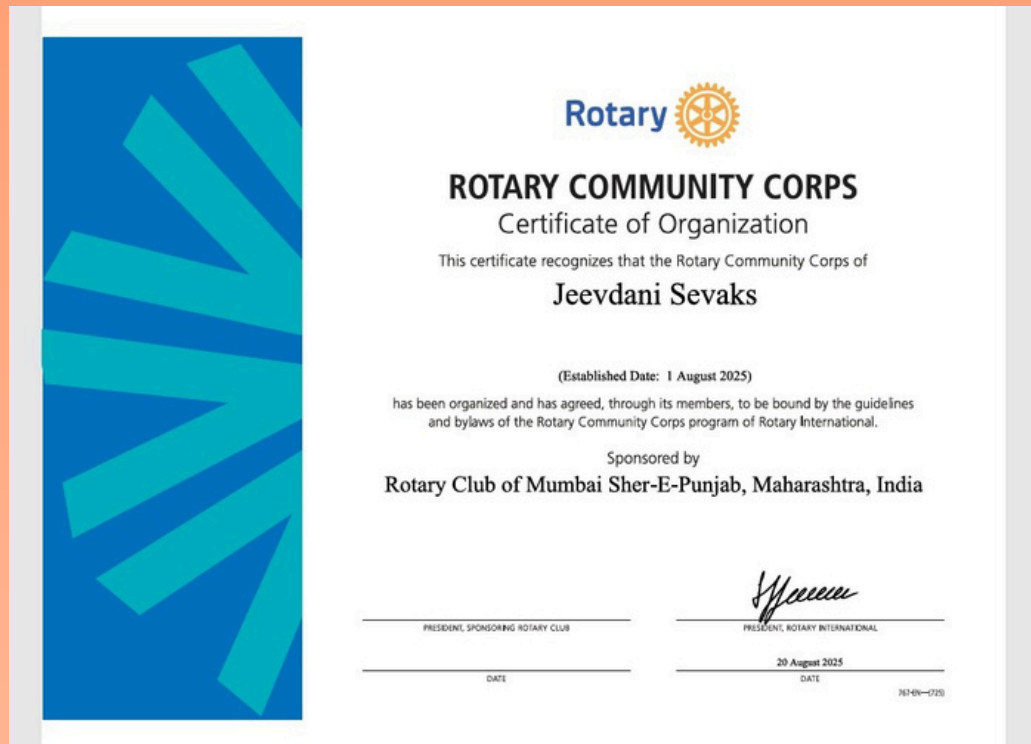 Rotary
ROTARY COMMUNITY CORPS
Certificate of Organization
This certificate recognizes that the Rotary Community Corps of
Jeevdani Sevaks
(Established Date: 1 August 2025)
has been organized and has agreed, through its members, to be bound by the guidelines
and bylaws of the Rotary Community Corps program of Rotary International.
Sponsored by
Rotary Club of Mumbai Sher-E-Punjab, Maharashtra, India
PRESIDENT, SPONSORING ROTARY CLUB
PRESIDENT, ROTARY INTERNATIONAL
20 August 2025
DATE
DATE
767-EN—(725)